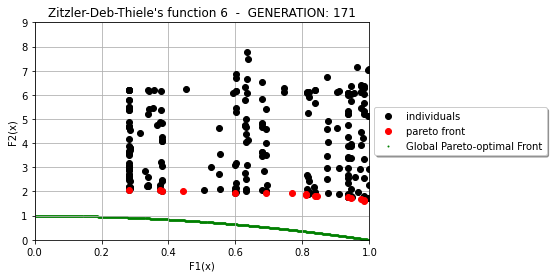 Zitzler-Deb-Thiele's function 6 - GENERATION: 171
9
8
7
6
5
4
3
2
1
0
F2(x)
0.0 0.2 0.4 0.6 0.8 1.0
F1(x)
individuals
pareto front
Global Pareto-optimal Front